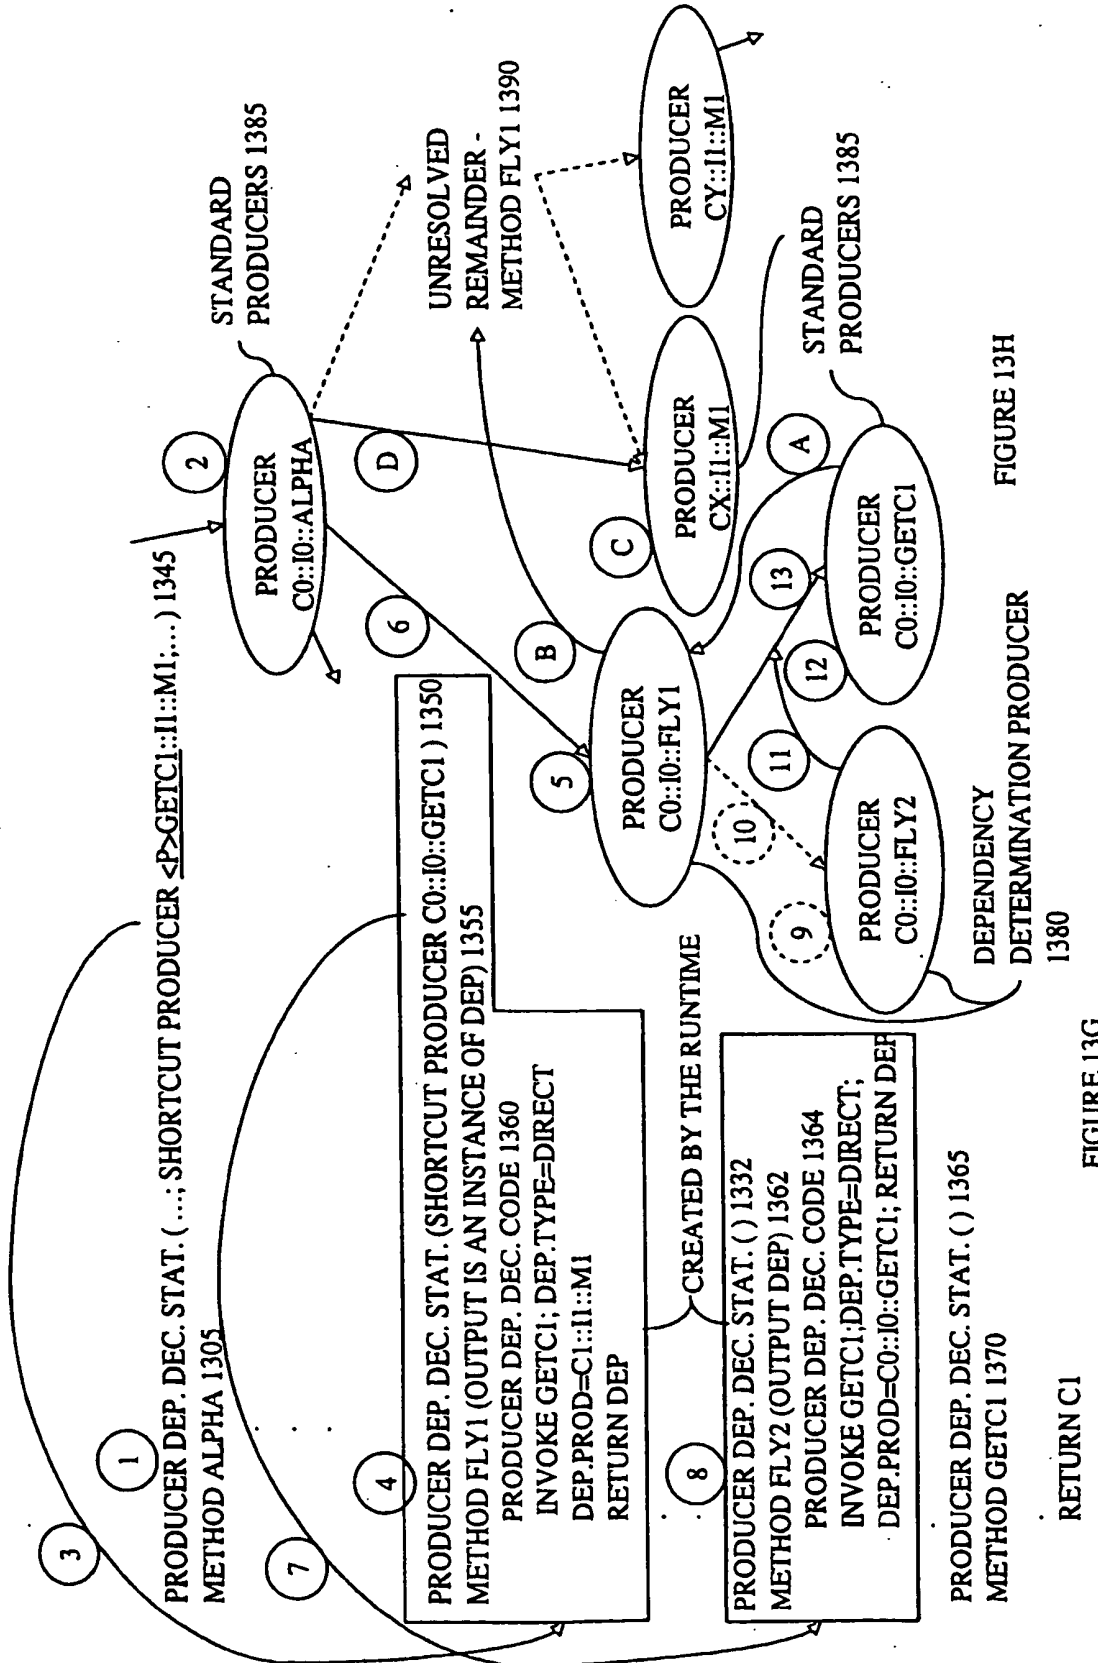 1
PRODUCER DEP. DEC. STAT. ( ...; SHORTCUT PRODUCER <P>GETC1::I1::M1;... ) 1345
METHOD ALPHA 1305
3
7
4
PRODUCER DEP. DEC. STAT. (SHORTCUT PRODUCER C0::I0::GETC1 ) 1350
METHOD FLY1 (OUTPUT IS AN INSTANCE OF DEP) 1355
PRODUCER DEP. DEC. CODE 1360
INVOKE GETC1; DEP.TYPE=DIRECT
DEP.PROD=C1::I1::M1
RETURN DEP
CREATED BY THE RUNTIME
8
PRODUCER DEP. DEC. STAT. ( ) 1332
METHOD FLY2 (OUTPUT DEP) 1362
PRODUCER DEP. DEC. CODE 1364
INVOKE GETC1;DEP.TYPE=DIRECT;
DEP.PROD=C0::I0::GETC1; RETURN DEP
PRODUCER DEP. DEC. STAT. ( ) 1365
METHOD GETC1 1370
RETURN C1
FIGURE 13G
2
PRODUCER
C0::I0::ALPHA
STANDARD
PRODUCERS 1385
6
D
B
UNRESOLVED
REMAINDER -
METHOD FLY1 1390
5
PRODUCER
C0::I0::FLY1
C
PRODUCER
CX::I1::M1
PRODUCER
CY::I1::M1
10
11
12
13
A
9
PRODUCER
C0::I0::FLY2
PRODUCER
C0::I0::GETC1
STANDARD
PRODUCERS 1385
DEPENDENCY
DETERMINATION PRODUCER
1380
FIGURE 13H